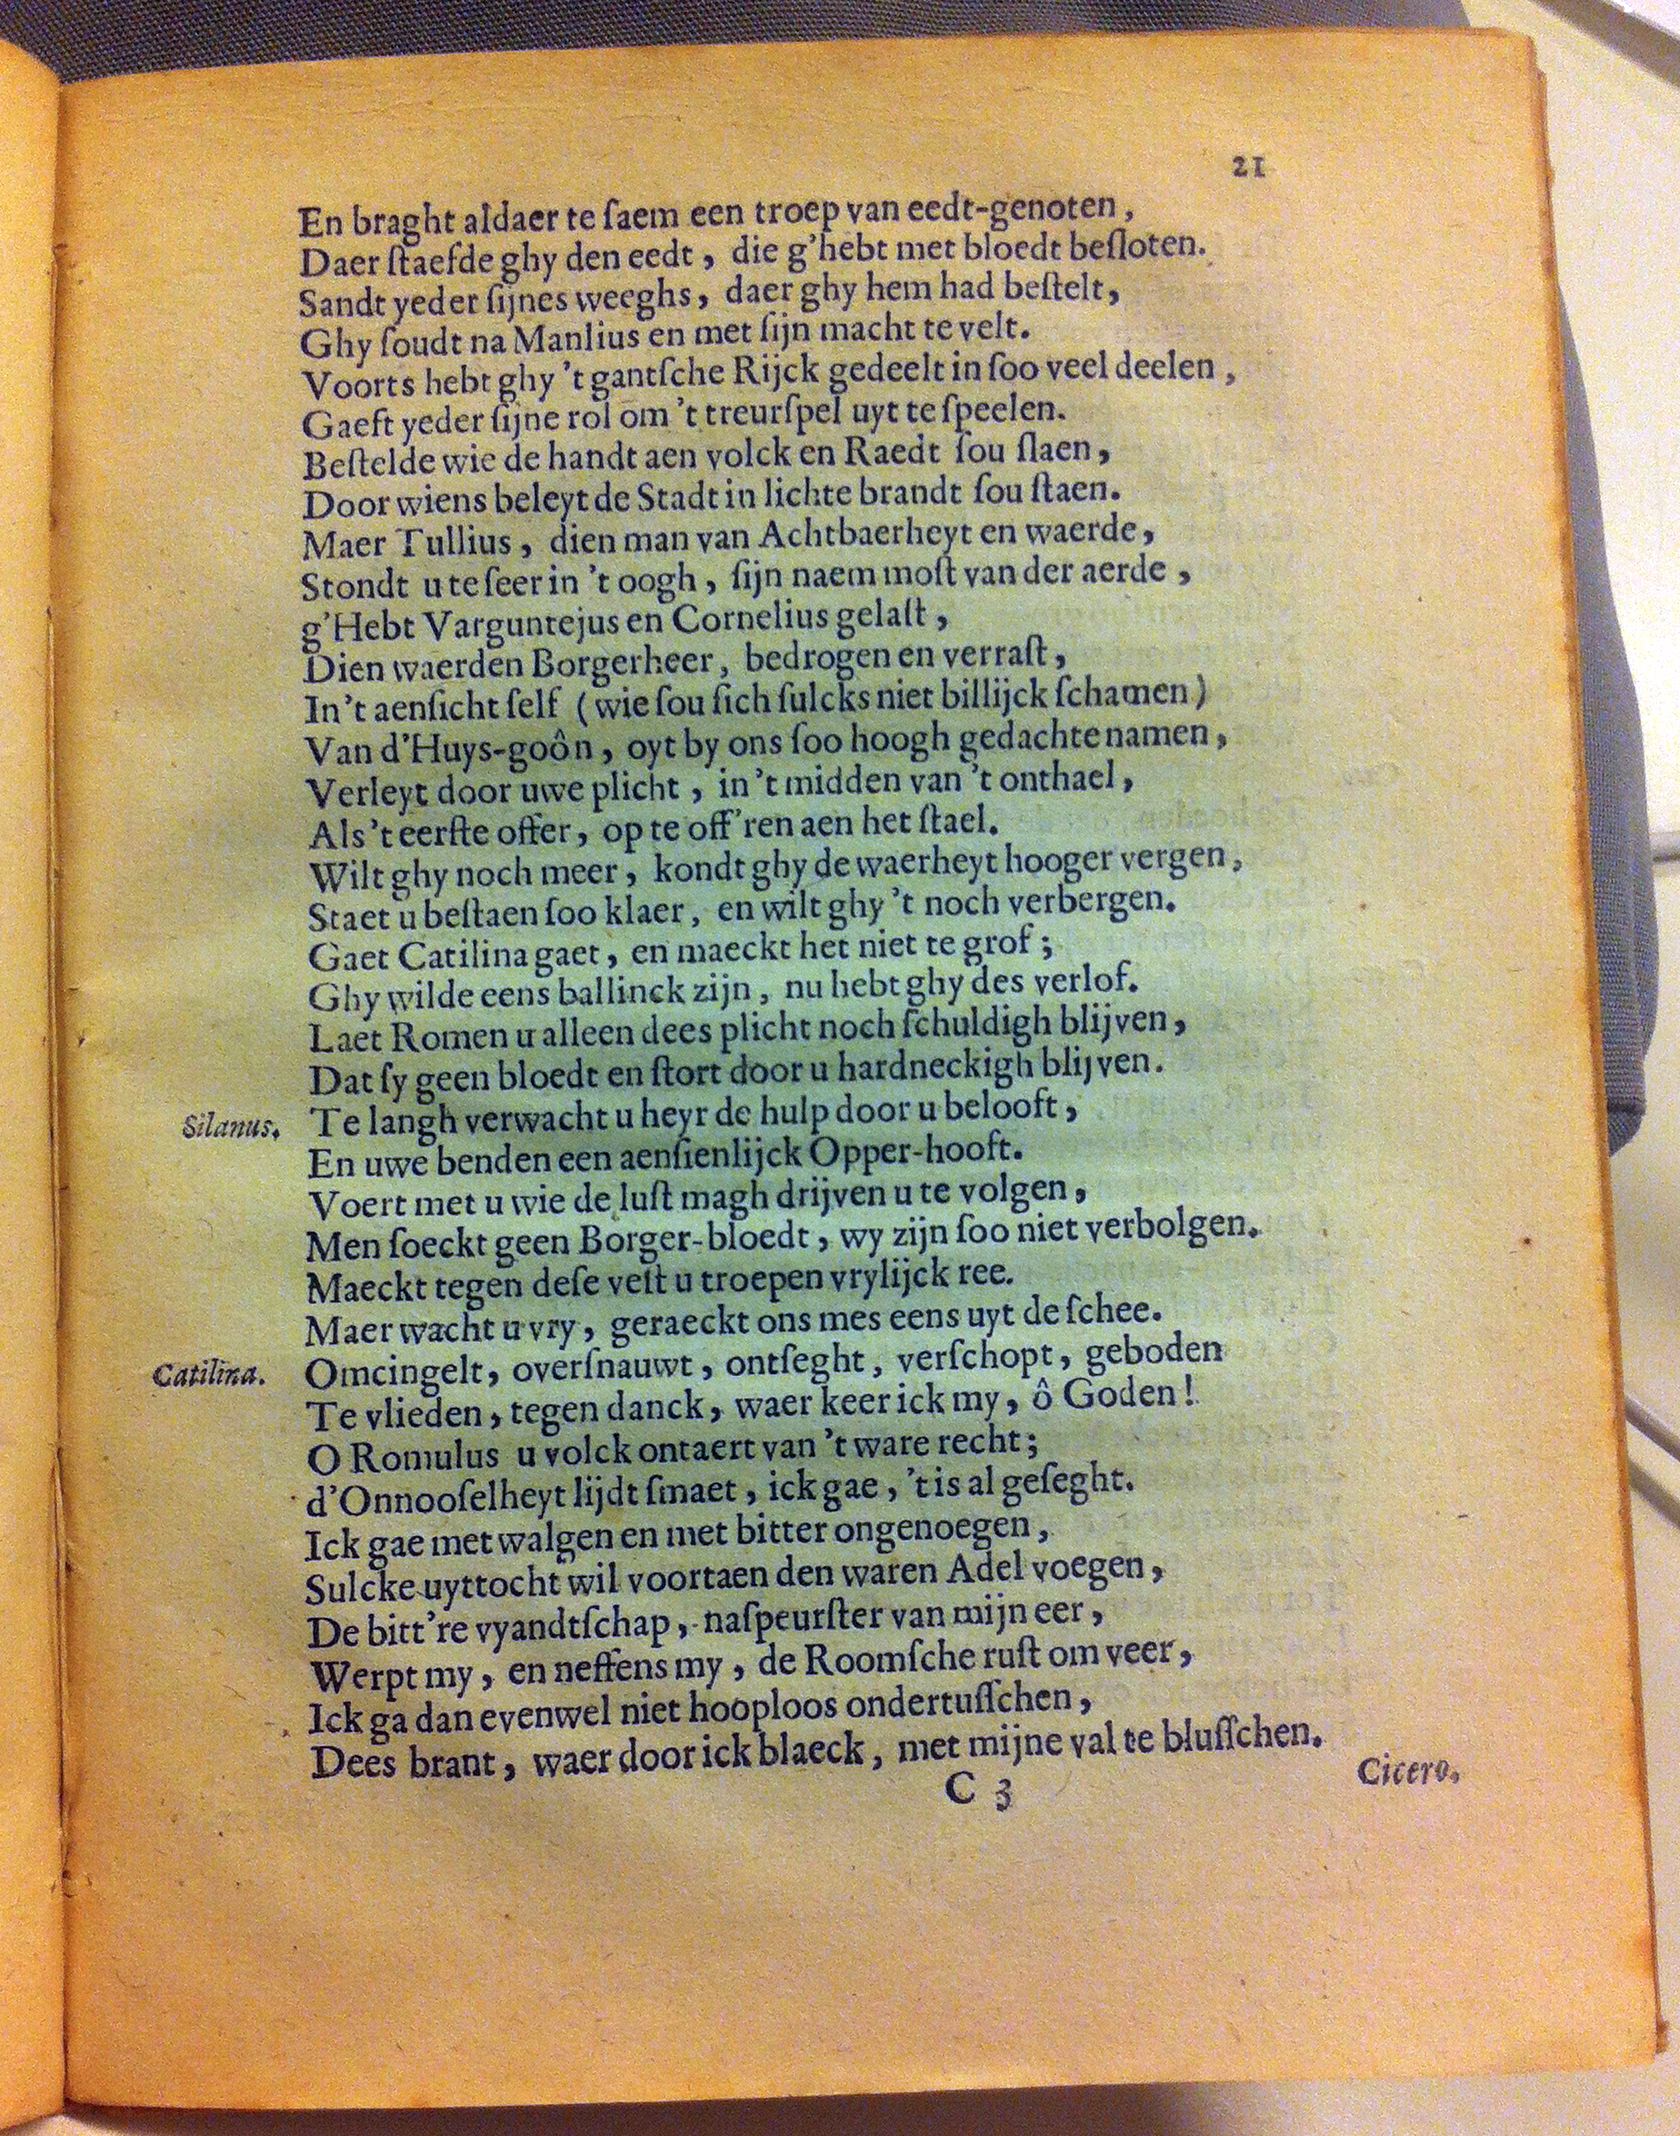 21
En braght aldaer te ſaem een troep van eedt-genoten,
Daer ſtaefde ghy den eedt, die g'hebt met bloedt beſloten.
Sandt yeder ſijnes weeghs, daer ghy hem had beſtelt,
Ghy ſoudt na Manlius en met ſijn macht te velt.
Voorts hebt ghy 't gantſche Rijck gedeelt in ſoo veel deelen,
Gaeft yeder ſijne rol om 't treurſpel uyt te ſpeelen.
Beſtelde wie de handt aen volck en Raedt ſou ſlaen,
Door wiens beleyt de Stadt in lichte brandt ſou ſtaen.
Maer Tullius, dien man van Achtbaerheyt en waerde,
Stondt u te ſeer in 't oogh, ſijn naem moſt van der aerde,
g'Hebt Varguntejus en Cornelius gelaſt,
Dien waerden Borgerheer, bedrogen en verraſt,
In 't aenſicht ſelf (wie ſou ſich ſulcks niet billijck ſchamen)
Van d'Huys-goôn, oyt by ons ſoo hoogh gedachte namen,
Verleyt door uwe plicht, in 't midden van 't onthael,
Als 't eerſte offer, op te off'ren aen het ſtael.
Wilt ghy noch meer, kondt ghy de waerheyt hooger vergen,
Staet u beſtaen ſoo klaer, en wilt ghy 't noch verbergen.
Gaet Catilina gaet, en maeckt het niet te grof;
Ghy wilde eens ballinck zijn, nu hebt ghy des verlof.
Laet Romen u alleen dees plicht noch ſchuldigh blijven,
Dat ſy geen bloedt en ſtort door u hardneckigh blijven.
Silanus. Te langh verwacht u heyr de hulp door u belooft,
En uwe benden een aenſienlijck Opper-hooft.
Voert met u wie de luſt magh drijven u te volgen,
Men ſoeckt geen Borger-bloedt, wy zijn ſoo niet verbolgen.
Maeckt tegen deſe veſt u troepen vrylijck ree.
Maer wacht u vry, geraeckt ons mes eens uyt de ſchee.
Catilina. Omcingelt, overſnauwt, ontſeght, verſchopt, geboden
Te vlieden, tegen danck, waer keer ick my, ô Goden!
O Romulus u volck ontaert van 't ware recht;
d'Onnooſelheyt lijdt ſmaet, ick gae, 't is al geſeght.
Ick gae met walgen en met bitter ongenoegen,
Sulcke uyttocht wil voortaen den waren Adel voegen,
De bitt're vyandtſchap, naſpeurſter van mijn eer,
Werpt my, en neffens my, de Roomſche ruſt om veer,
Ick ga dan evenwel niet hooploos ondertuſſchen,
Dees brant, waer door ick blaeck, met mijne val te bluſſchen.
C 3 Cicero.